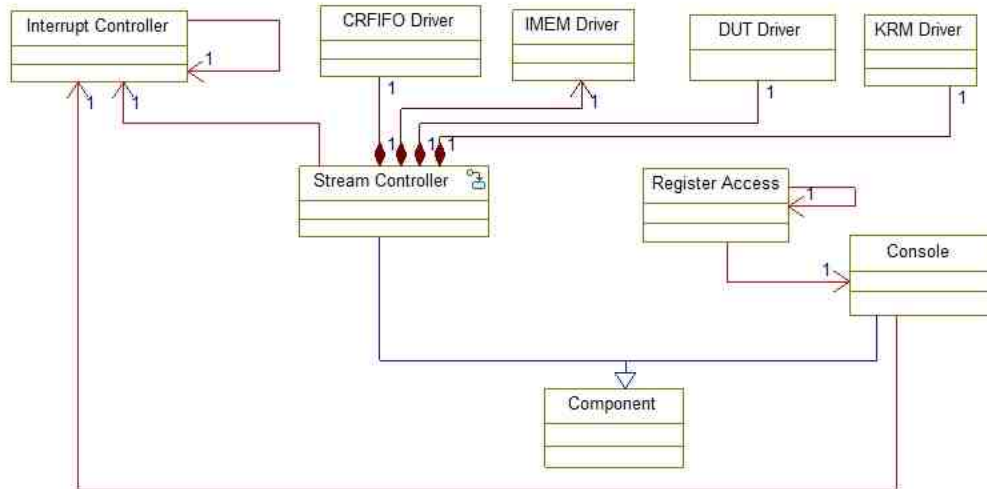 Interrupt Controller
CRFIFO Driver
IMEM Driver
DUT Driver
KRM Driver
1
1
1
1
1
1
1
1
1
1
1
Stream Controller
Register Access
1
Console
1
Component